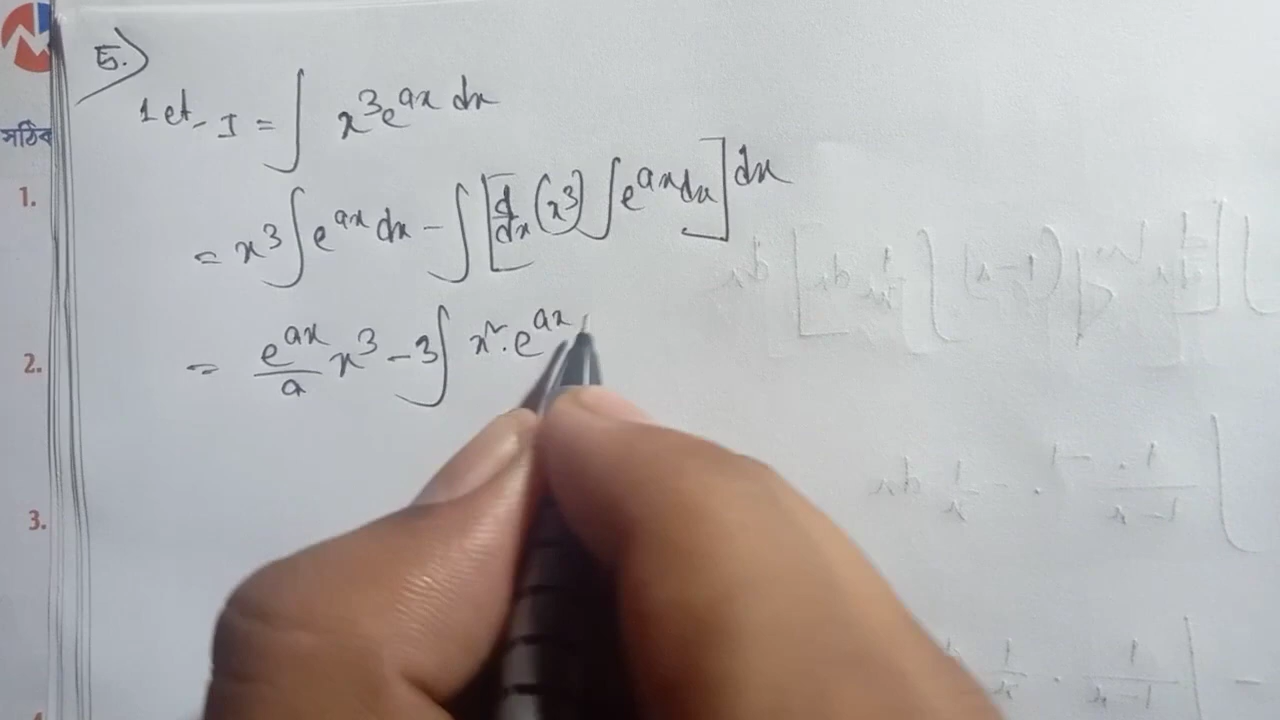 5.)
Let I = ∫ x³e^{ax} dx
= x³∫e^{ax} dx - ∫[d/dx (x³) ∫e^{ax} dx] dx
= e^{ax}/a x³ - 3∫ x².e^{ax}
সঠিক
1.
2.
3.